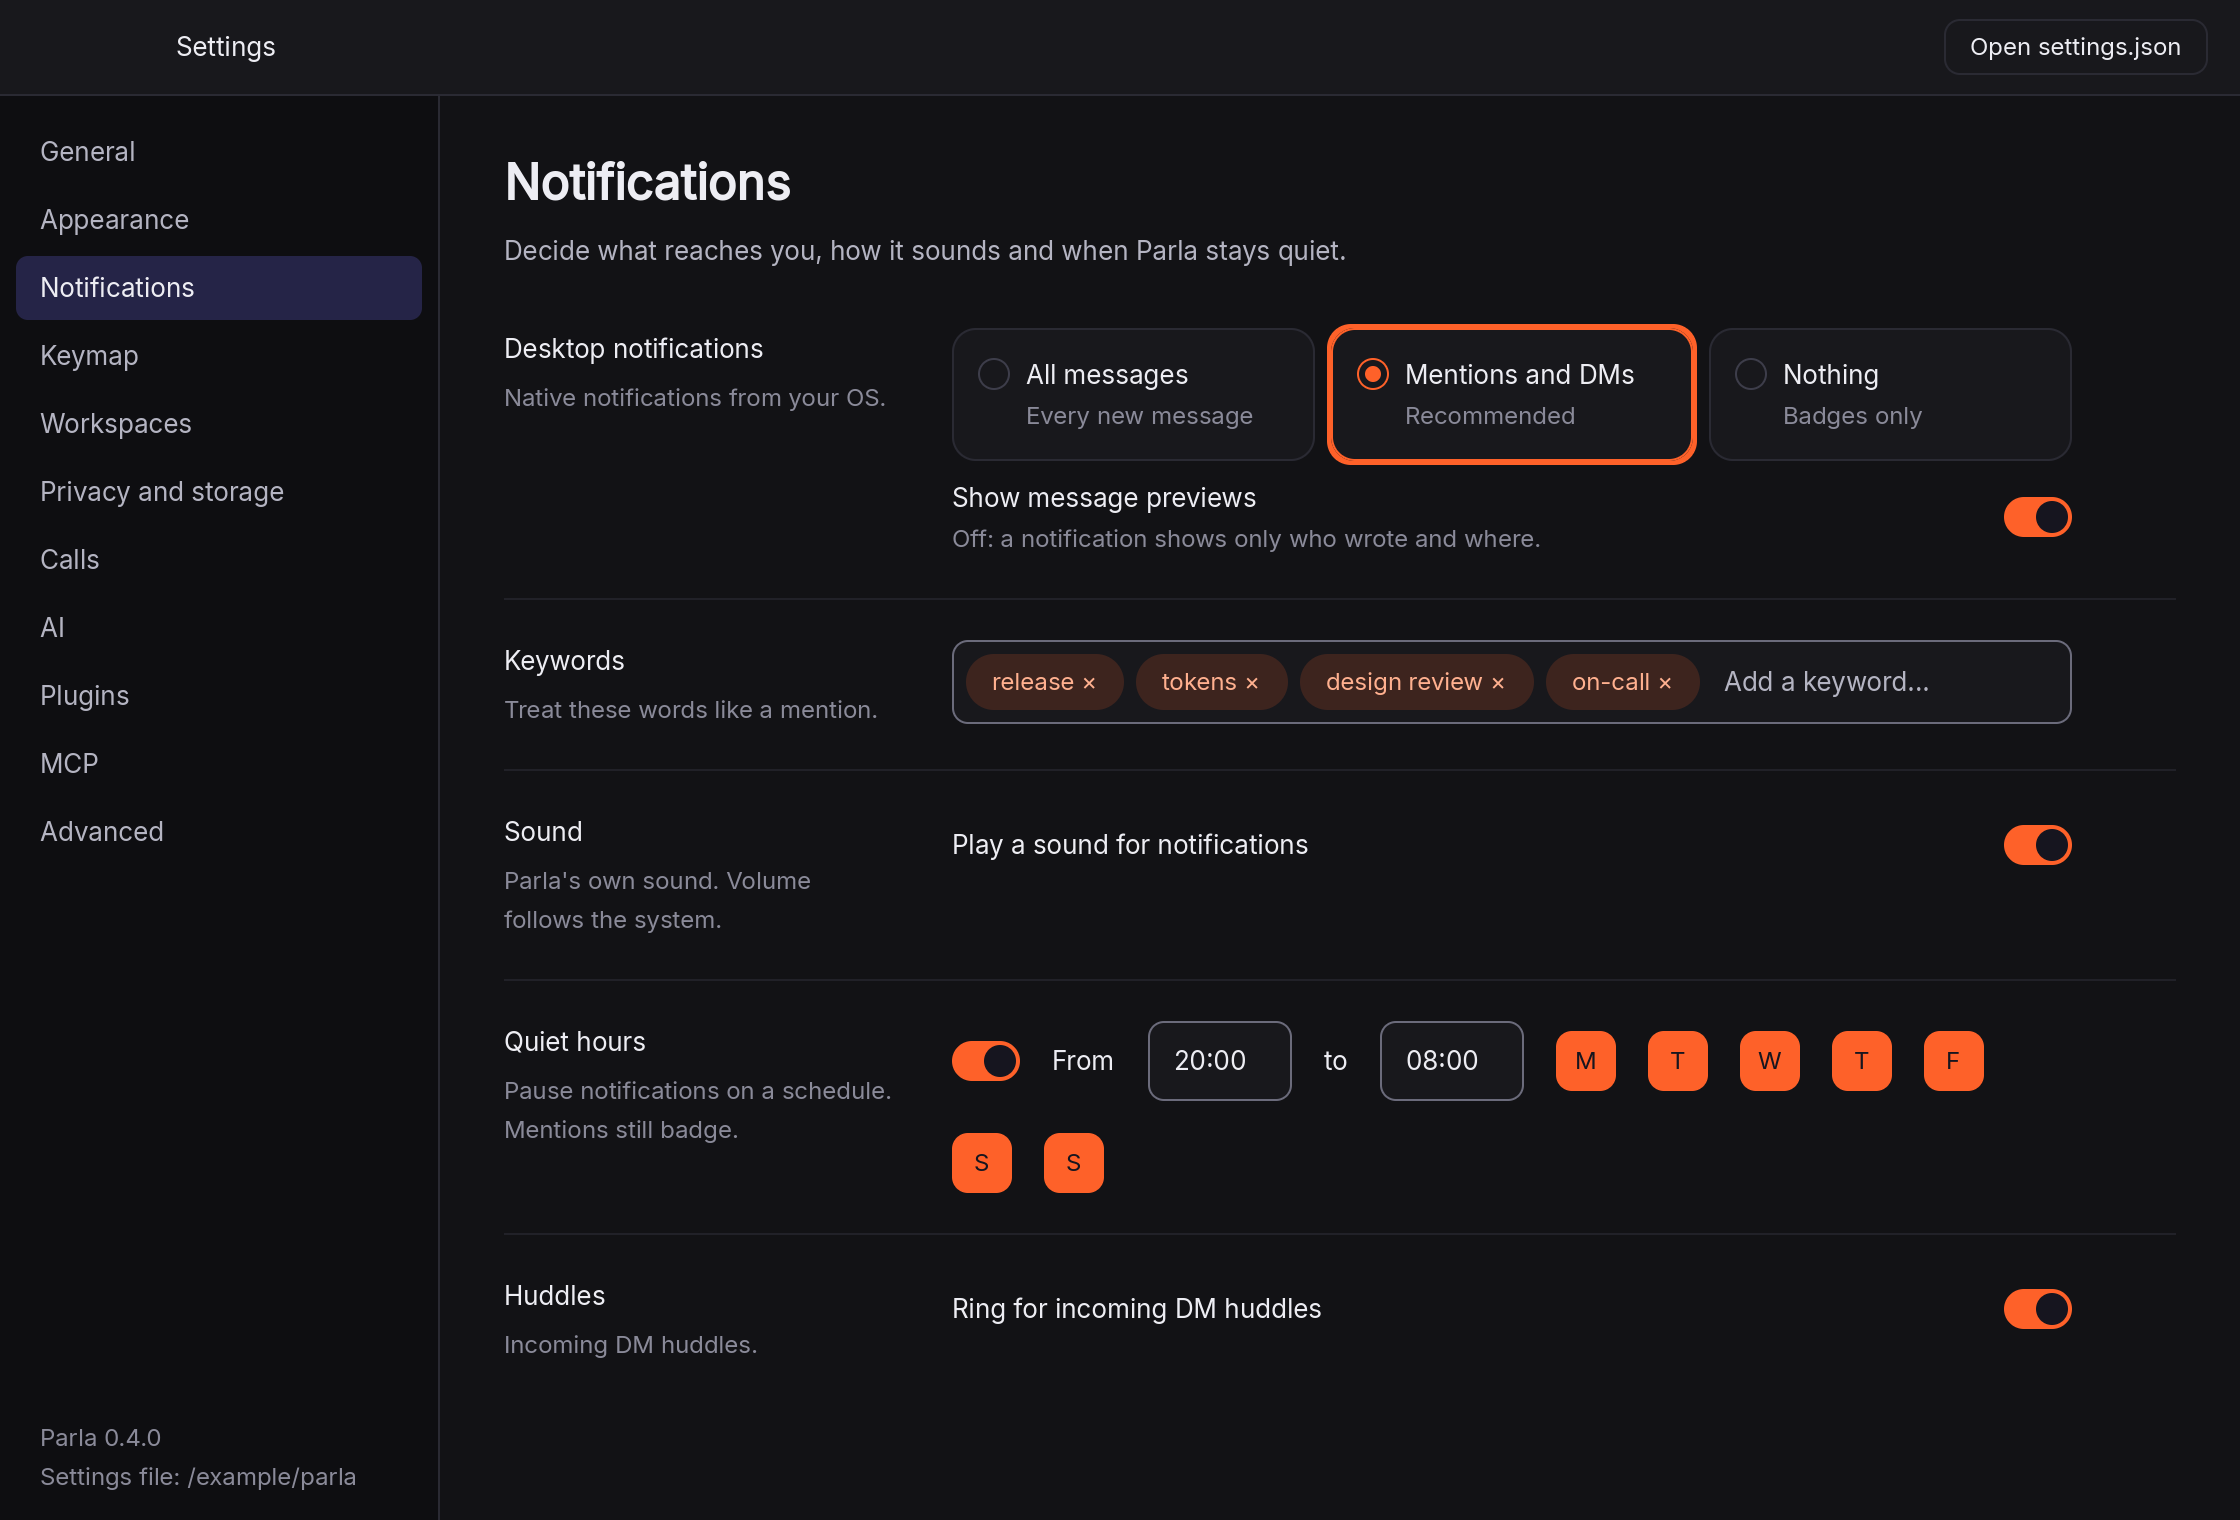 Settings
Open settings.json
General
Appearance
Notifications
Keymap
Workspaces
Privacy and storage
Calls
AI
Plugins
MCP
Advanced
Parla 0.4.0
Settings file: /example/parla
Notifications
Decide what reaches you, how it sounds and when Parla stays quiet.
Desktop notifications
Native notifications from your OS.
All messages
Every new message
Mentions and DMs
Recommended
Nothing
Badges only
Show message previews
Off: a notification shows only who wrote and where.
Keywords
Treat these words like a mention.
release × tokens × design review × on-call × Add a keyword...
Sound
Parla's own sound. Volume
follows the system.
Play a sound for notifications
Quiet hours
Pause notifications on a schedule.
Mentions still badge.
From 20:00 to 08:00 M T W T F
S S
Huddles
Incoming DM huddles.
Ring for incoming DM huddles